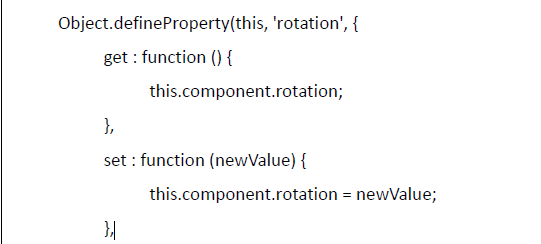 Object.defineProperty(this, 'rotation', {
get : function () {
this.component.rotation;
},
set : function (newValue) {
this.component.rotation = newValue;
},